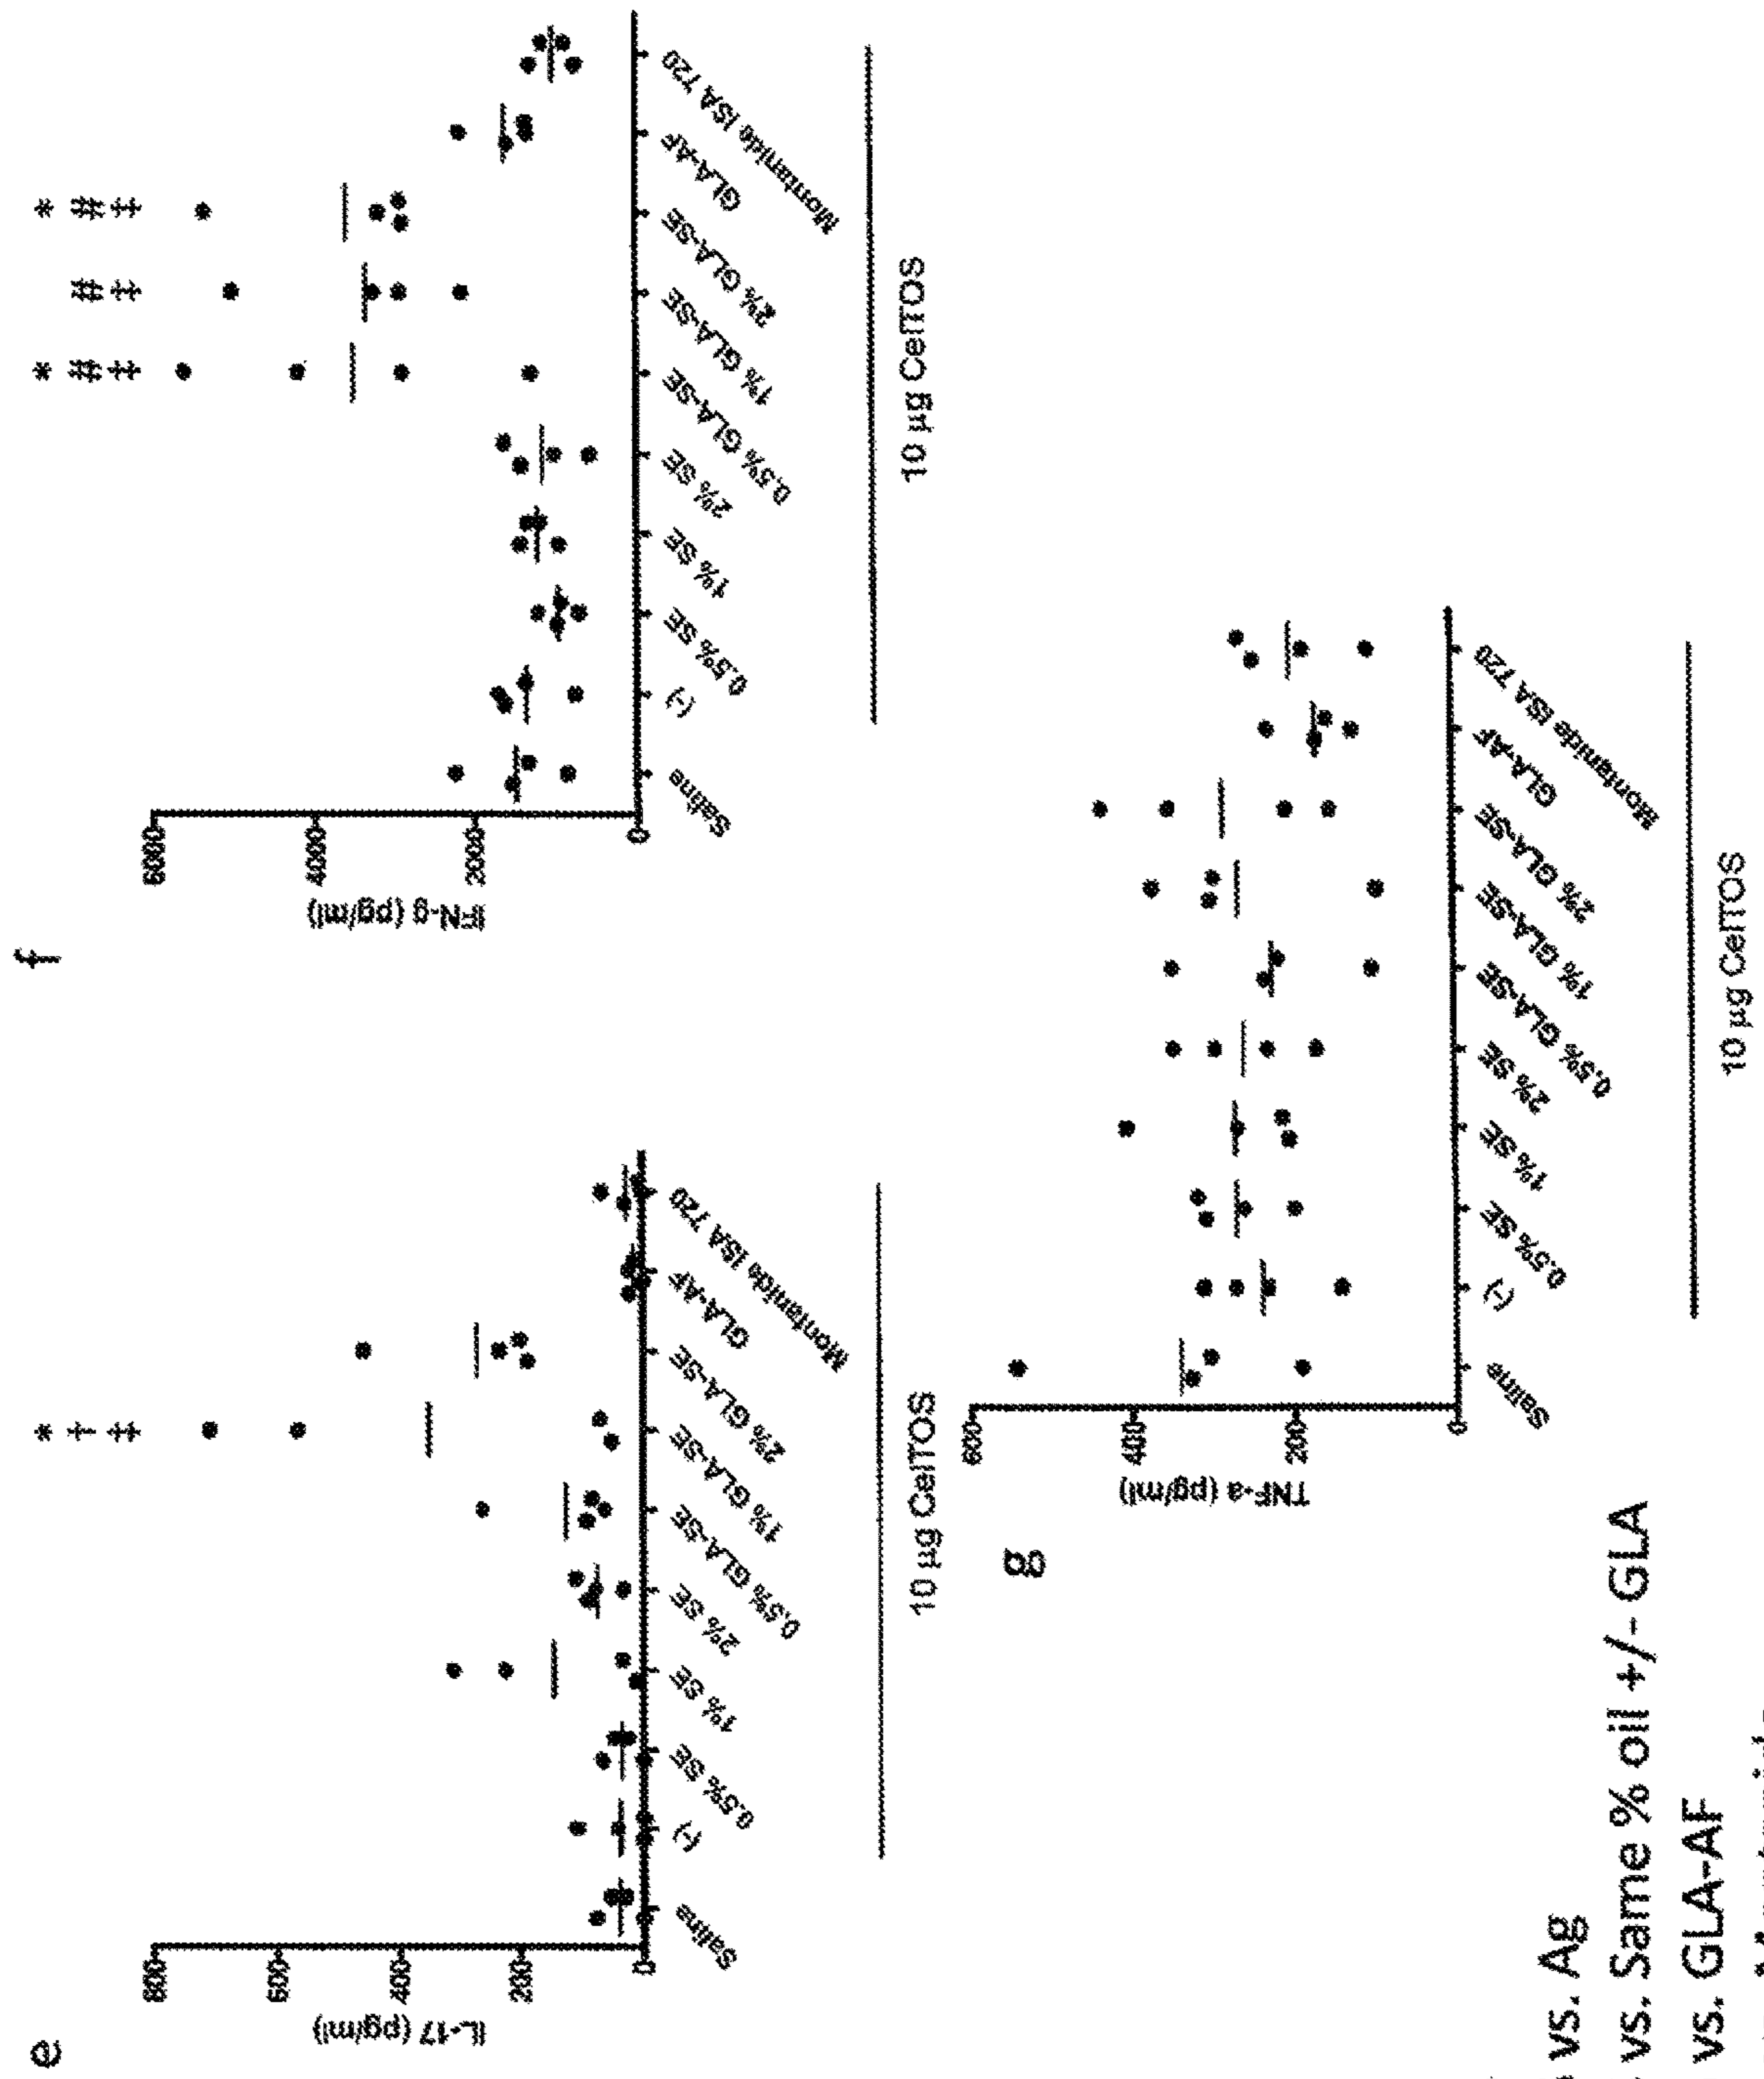 e
IL-17 (pg/ml)
800
600
400
200
0
* † ‡
Saline
(-)
0.5% SE
1% SE
2% SE
0.5% GLA-SE
1% GLA-SE
2% GLA-SE
GLA-AF
Montanide ISA 720
10 µg CelTOS
f
IFN-g (pg/ml)
6000
4000
2000
0
* # ‡
# ‡
* # ‡
Saline
(-)
0.5% SE
1% SE
2% SE
0.5% GLA-SE
1% GLA-SE
2% GLA-SE
GLA-AF
Montanide ISA 720
10 µg CelTOS
g
TNF-a (pg/ml)
600
400
200
0
Saline
(-)
0.5% SE
1% SE
2% SE
0.5% GLA-SE
1% GLA-SE
2% GLA-SE
GLA-AF
Montanide ISA 720
10 µg CelTOS
vs. Ag
vs. Same % oil +/- GLA
vs. GLA-AF